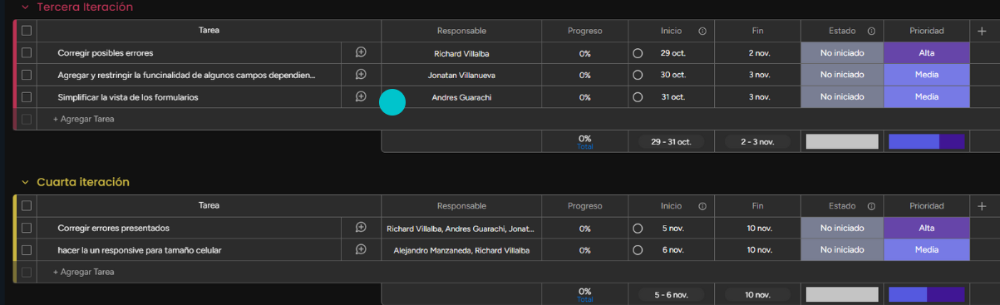 Tercera Iteración
Tarea Responsable Progreso Inicio Fin Estado Prioridad
Corregir posibles errores Richard Villalba 0% 29 oct. 2 nov. No iniciado Alta
Agregar y restringir la funcinalidad de algunos campos dependien... Jonatan Villanueva 0% 30 oct. 3 nov. No iniciado Media
Simplificar la vista de los formularios Andres Guarachi 0% 31 oct. 3 nov. No iniciado Media
+ Agregar Tarea
0% 29 - 31 oct. 2 - 3 nov.
Total
Cuarta iteración
Tarea Responsable Progreso Inicio Fin Estado Prioridad
Corregir errores presentados Richard Villalba, Andres Guarachi, Jonat... 0% 5 nov. 10 nov. No iniciado Alta
hacer la un responsive para tamaño celular Alejandro Manzaneda, Richard Villalba 0% 6 nov. 10 nov. No iniciado Media
+ Agregar Tarea
0% 5 - 6 nov. 10 nov.
Total